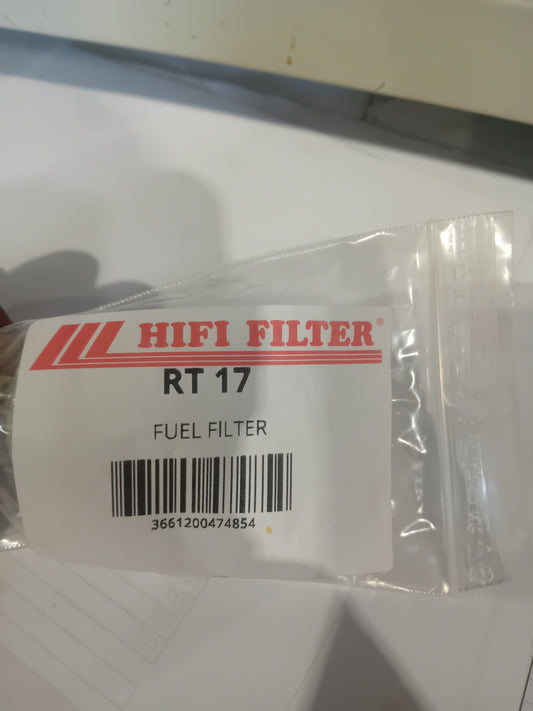 HIFI FILTER®
RT 17
FUEL FILTER
3661200474854